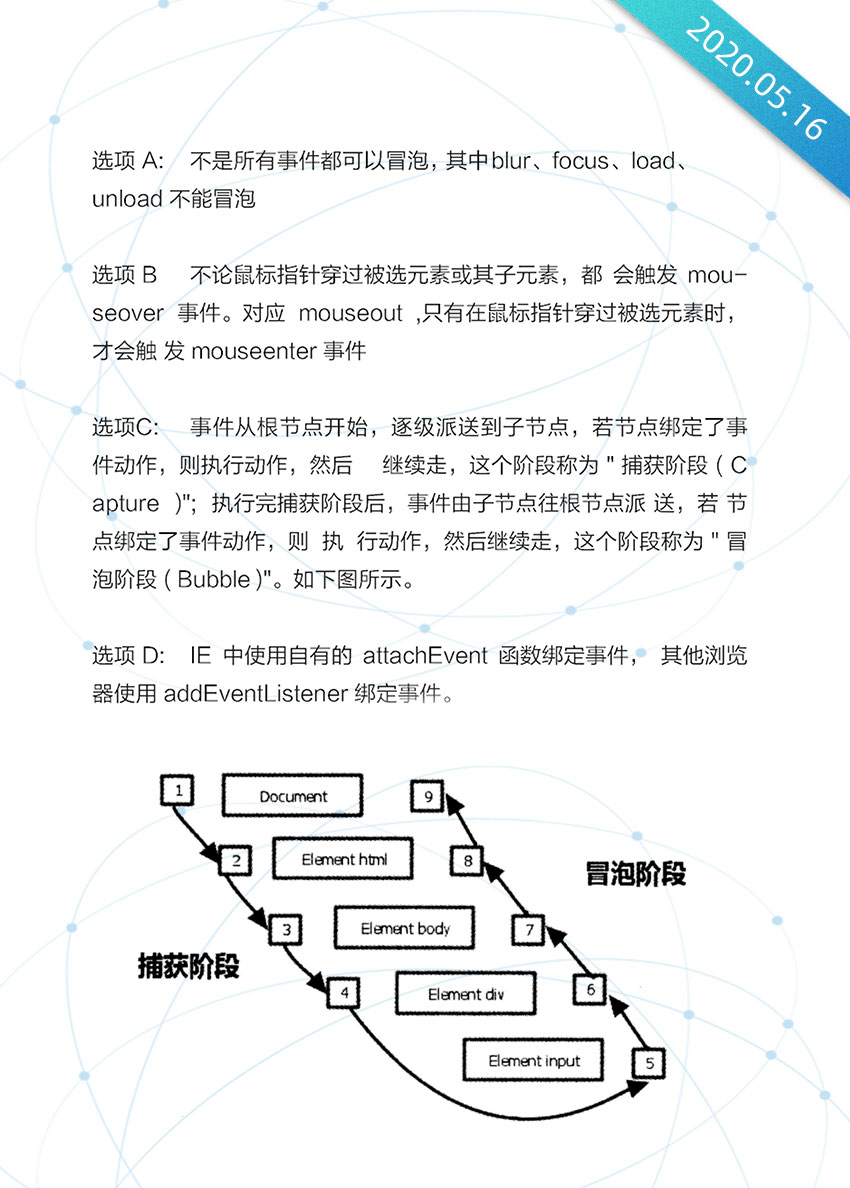 2020.05.16
选项 A: 不是所有事件都可以冒泡, 其中blur、focus、load、
unload 不能冒泡
选项 B 不论鼠标指针穿过被选元素或其子元素，都 会触发 mou-
seover 事件。对应 mouseout ,只有在鼠标指针穿过被选元素时，
才会触 发 mouseenter 事件
选项C: 事件从根节点开始，逐级派送到子节点，若节点绑定了事
件动作，则执行动作，然后 继续走，这个阶段称为 " 捕获阶段 ( C
apture )"; 执行完捕获阶段后，事件由子节点往根节点派 送，若 节
点绑定了事件动作，则 执 行动作，然后继续走，这个阶段称为 " 冒
泡阶段 ( Bubble )"。如下图所示。
选项 D: IE 中使用自有的 attachEvent 函数绑定事件， 其他浏览
器使用 addEventListener 绑定事件。
1 Document 9
2 Element html 8
冒泡阶段
3 Element body 7
捕获阶段
4 Element div 6
Element input 5